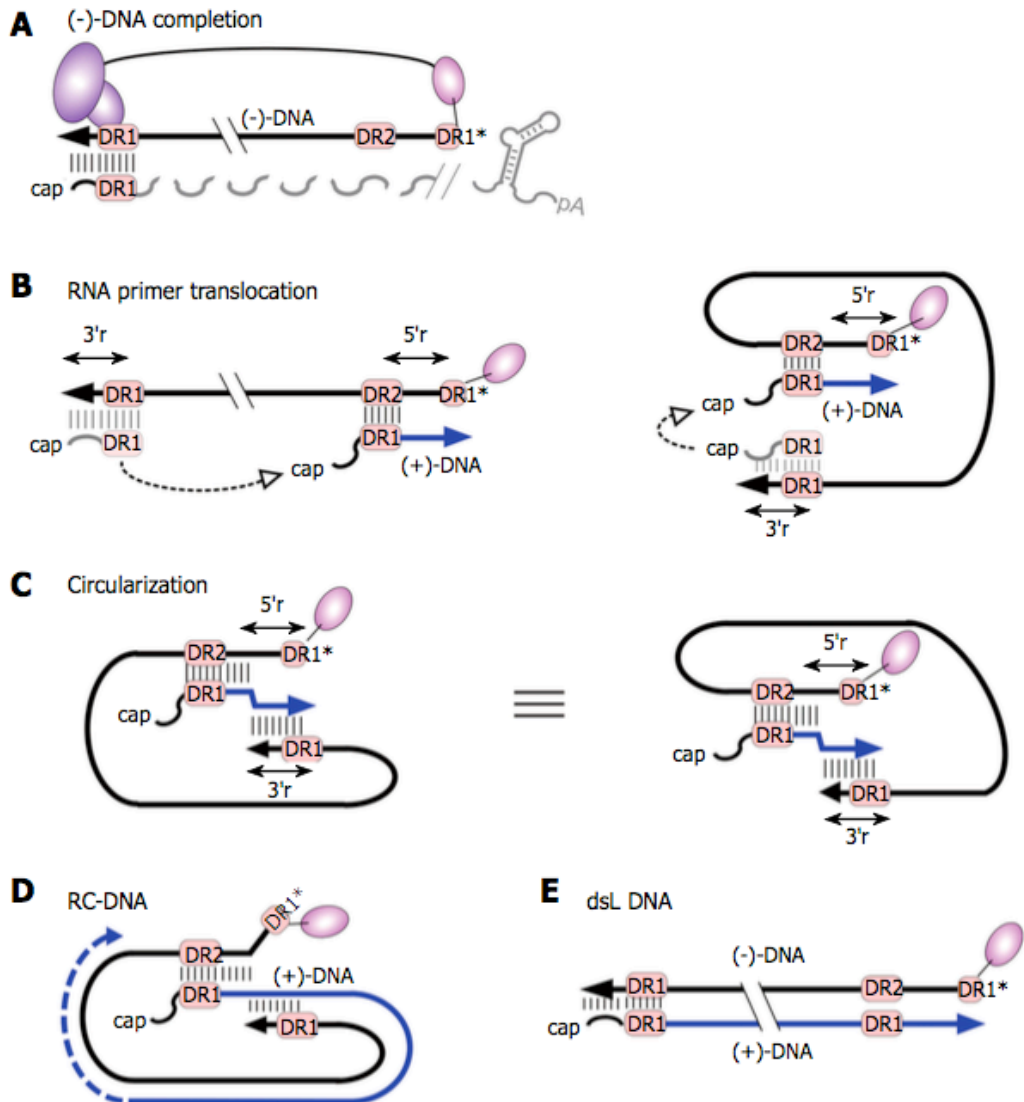 A (-)-DNA completion
(-)-DNA
DR1 DR2 DR1*
cap DR1
pA
B RNA primer translocation
3'r 5'r
DR1 DR2 DR1*
cap DR1 cap DR1
(+)-DNA
5'r
DR2 DR1*
DR1
cap (+)-DNA
cap DR1
DR1
3'r
C Circularization
5'r
DR2 DR1*
DR1
cap
DR1
3'r
5'r
DR2 DR1*
DR1
cap
DR1
3'r
D RC-DNA
DR1*
DR2
(+)-DNA
DR1
cap
DR1
E dsL DNA
(-)-DNA
DR1 DR2 DR1*
cap DR1 DR1
(+)-DNA